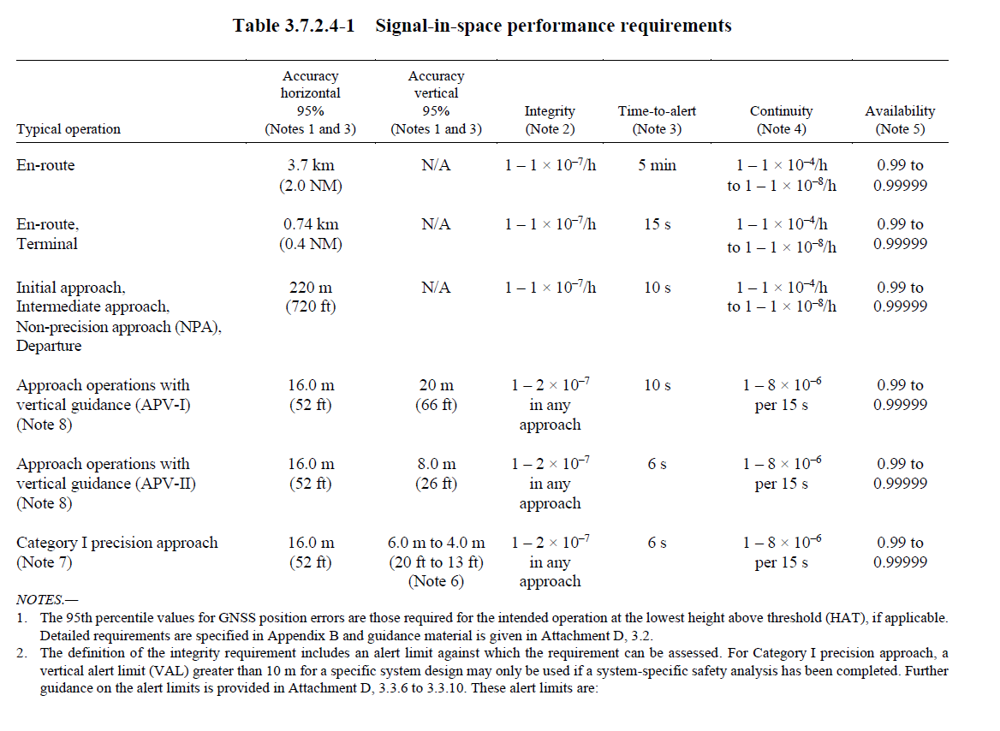 Table 3.7.2.4-1 Signal-in-space performance requirements
Typical operation
Accuracy
horizontal
95%
(Notes 1 and 3)
Accuracy
vertical
95%
(Notes 1 and 3)
Integrity
(Note 2)
Time-to-alert
(Note 3)
Continuity
(Note 4)
Availability
(Note 5)
En-route
3.7 km
(2.0 NM)
N/A
1 – 1 × 10⁻⁷/h
5 min
1 – 1 × 10⁻⁴/h
to 1 – 1 × 10⁻⁸/h
0.99 to
0.99999
En-route,
Terminal
0.74 km
(0.4 NM)
N/A
1 – 1 × 10⁻⁷/h
15 s
1 – 1 × 10⁻⁴/h
to 1 – 1 × 10⁻⁸/h
0.99 to
0.99999
Initial approach,
Intermediate approach,
Non-precision approach (NPA),
Departure
220 m
(720 ft)
N/A
1 – 1 × 10⁻⁷/h
10 s
1 – 1 × 10⁻⁴/h
to 1 – 1 × 10⁻⁸/h
0.99 to
0.99999
Approach operations with
vertical guidance (APV-I)
(Note 8)
16.0 m
(52 ft)
20 m
(66 ft)
1 – 2 × 10⁻⁷
in any
approach
10 s
1 – 8 × 10⁻⁶
per 15 s
0.99 to
0.99999
Approach operations with
vertical guidance (APV-II)
(Note 8)
16.0 m
(52 ft)
8.0 m
(26 ft)
1 – 2 × 10⁻⁷
in any
approach
6 s
1 – 8 × 10⁻⁶
per 15 s
0.99 to
0.99999
Category I precision approach
(Note 7)
16.0 m
(52 ft)
6.0 m to 4.0 m
(20 ft to 13 ft)
(Note 6)
1 – 2 × 10⁻⁷
in any
approach
6 s
1 – 8 × 10⁻⁶
per 15 s
0.99 to
0.99999
NOTES.—
1. The 95th percentile values for GNSS position errors are those required for the intended operation at the lowest height above threshold (HAT), if applicable.
Detailed requirements are specified in Appendix B and guidance material is given in Attachment D, 3.2.
2. The definition of the integrity requirement includes an alert limit against which the requirement can be assessed. For Category I precision approach, a
vertical alert limit (VAL) greater than 10 m for a specific system design may only be used if a system-specific safety analysis has been completed. Further
guidance on the alert limits is provided in Attachment D, 3.3.6 to 3.3.10. These alert limits are: